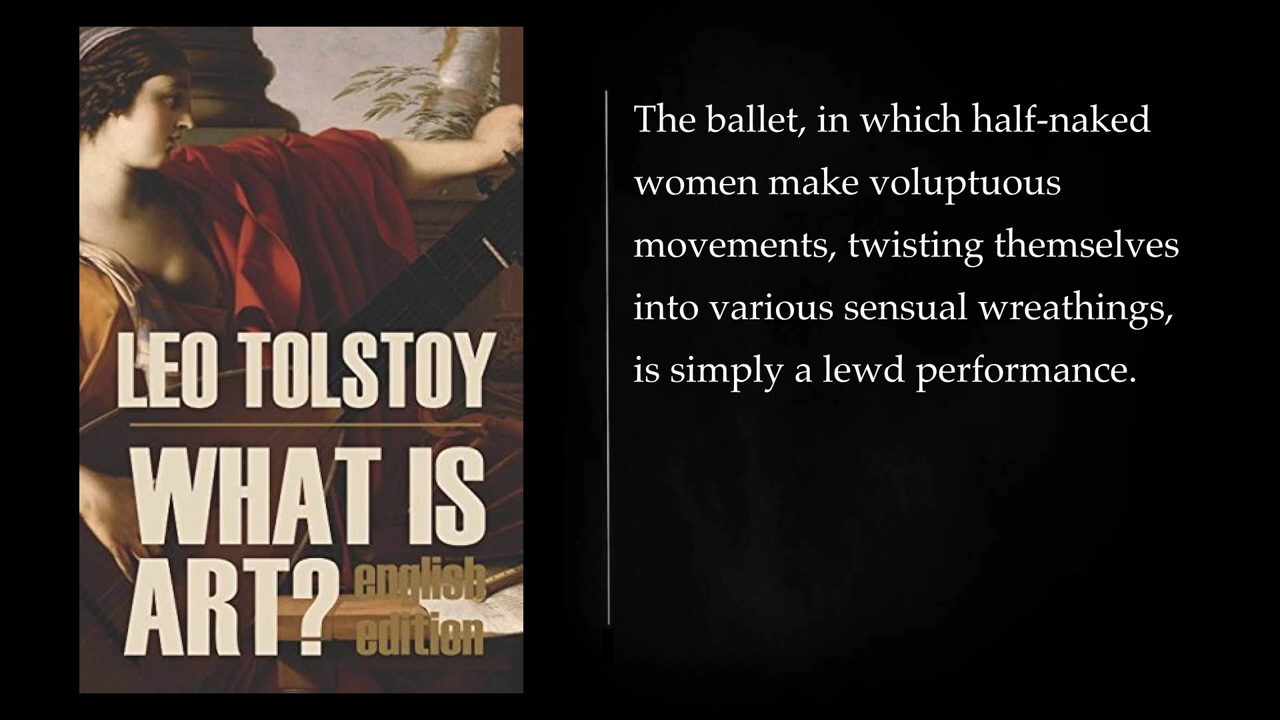 LEO TOLSTOY
WHAT IS
ART?
english
edition
The ballet, in which half-naked
women make voluptuous
movements, twisting themselves
into various sensual wreathings,
is simply a lewd performance.